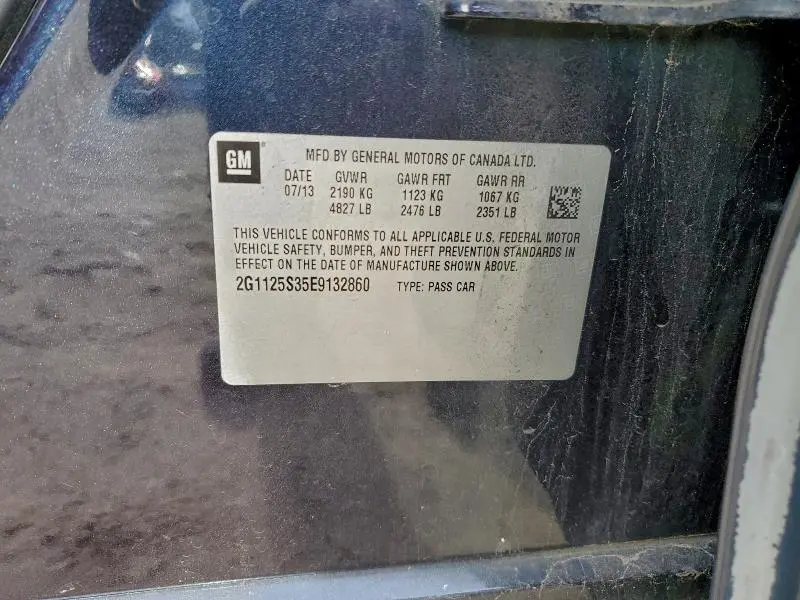 GM
MFD BY GENERAL MOTORS OF CANADA LTD.
DATE GVWR GAWR FRT GAWR RR
07/13 2190 KG 1123 KG 1067 KG
4827 LB 2476 LB 2351 LB
THIS VEHICLE CONFORMS TO ALL APPLICABLE U.S. FEDERAL MOTOR
VEHICLE SAFETY, BUMPER, AND THEFT PREVENTION STANDARDS IN
EFFECT ON THE DATE OF MANUFACTURE SHOWN ABOVE.
2G1125S35E9132860 TYPE: PASS CAR